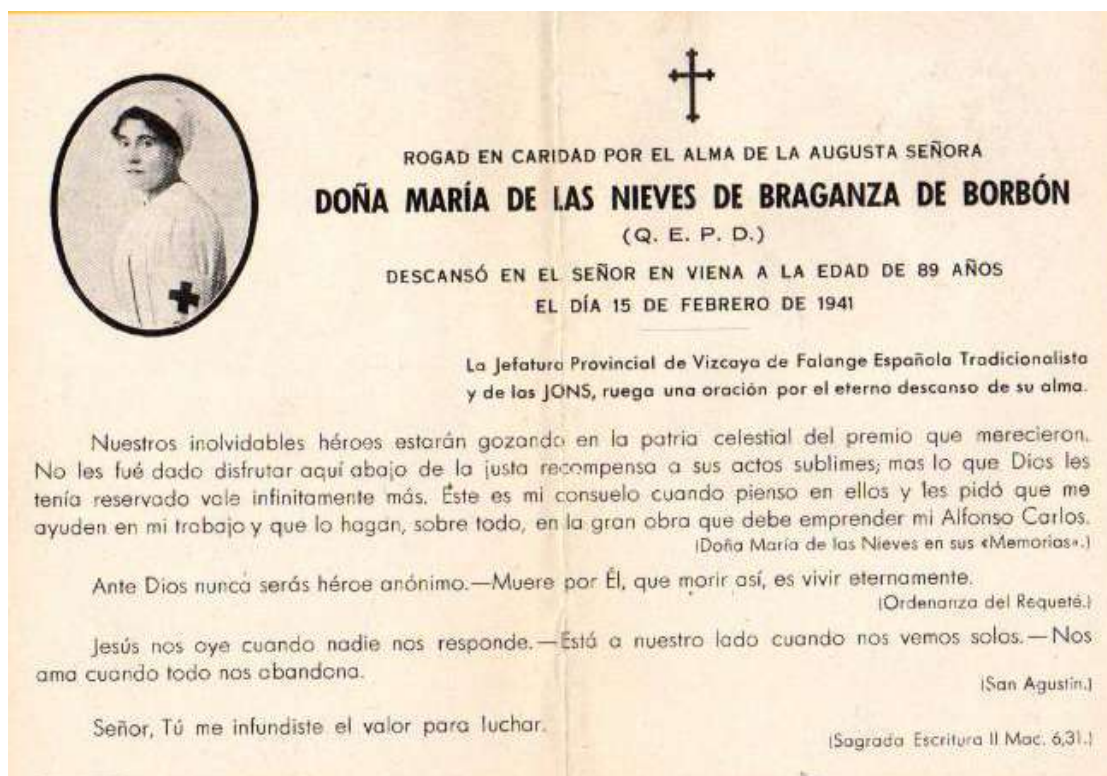 ROGAD EN CARIDAD POR EL ALMA DE LA AUGUSTA SEÑORA
DOÑA MARÍA DE LAS NIEVES DE BRAGANZA DE BORBÓN
(Q. E. P. D.)
DESCANSÓ EN EL SEÑOR EN VIENA A LA EDAD DE 89 AÑOS
EL DÍA 15 DE FEBRERO DE 1941
La Jefatura Provincial de Vizcaya de Falange Española Tradicionalista
y de las JONS, ruega una oración por el eterno descanso de su alma.
Nuestros inolvidables héroes estarán gozando en la patria celestial del premio que merecieron.
No les fué dado disfrutar aquí abajo de la justa recompensa a sus actos sublimes; mas lo que Dios les
tenía reservado vale infinitamente más. Éste es mi consuelo cuando pienso en ellos y les pidó que me
ayuden en mi trabajo y que lo hagan, sobre todo, en la gran obra que debe emprender mi Alfonso Carlos.
(Doña María de las Nieves en sus «Memorias».)
Ante Dios nunca serás héroe anónimo.—Muere por Él, que morir así, es vivir eternamente.
(Ordenanza del Requeté.)
Jesús nos oye cuando nadie nos responde.—Está a nuestro lado cuando nos vemos solos.—Nos
ama cuando todo nos abandona.
(San Agustín.)
Señor, Tú me infundiste el valor para luchar.
(Sagrada Escritura II Mac. 6,31.)